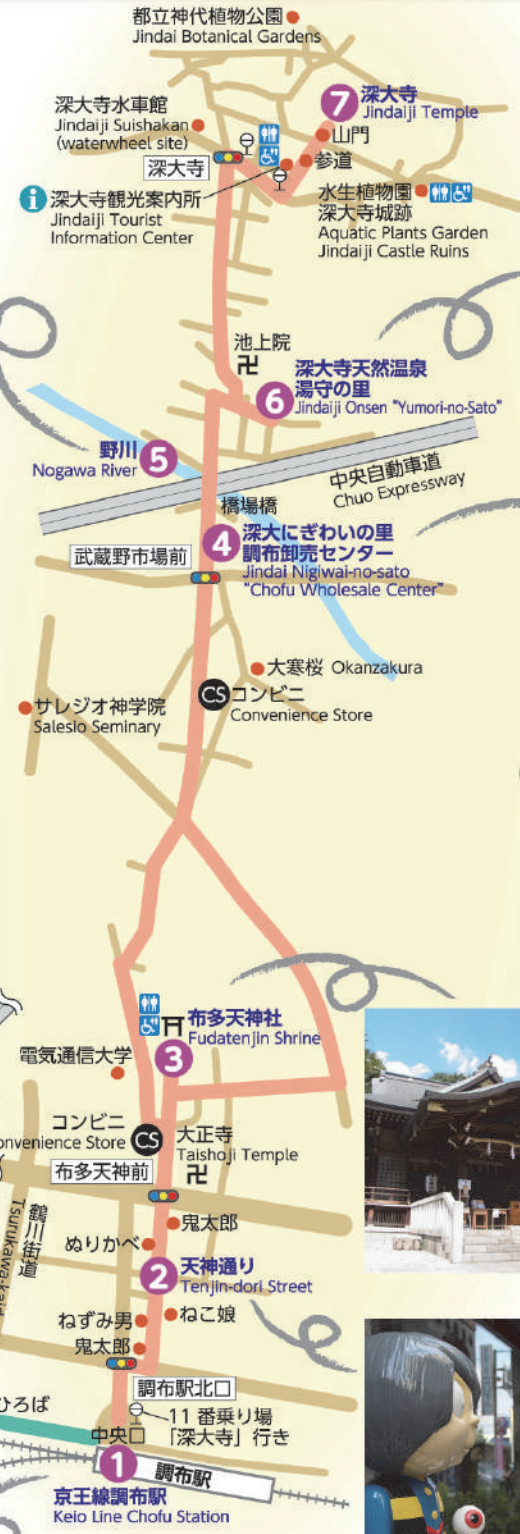 都立神代植物公園
Jindai Botanical Gardens
深大寺水車館
Jindaiji Suishakan
(waterwheel site)
7
深大寺
Jindaiji Temple
山門
参道
深大寺
i
深大寺観光案内所
Jindaiji Tourist
Information Center
水生植物園
深大寺城跡
Aquatic Plants Garden
Jindaiji Castle Ruins
池上院
6
深大寺天然温泉
湯守の里
Jindaiji Onsen "Yumori-no-Sato"
野川
Nogawa River
5
中央自動車道
Chuo Expressway
橋場橋
4
深大にぎわいの里
調布卸売センター
Jindai Nigiwai-no-sato
"Chofu Wholesale Center"
武蔵野市場前
大寒桜 Okanzakura
CS
コンビニ
Convenience Store
サレジオ神学院
Salesio Seminary
布多天神社
Fudatenjin Shrine
3
電気通信大学
コンビニ
onvenience Store
CS
大正寺
Taishoji Temple
布多天神前
鶴川街道
Tsurukawa-kaid
鬼太郎
ぬりかべ
2
天神通り
Tenjin-dori Street
ねずみ男
ねこ娘
鬼太郎
調布駅北口
ひろば
11 番乗り場
「深大寺」行き
中央口
1
調布駅
京王線調布駅
Keio Line Chofu Station